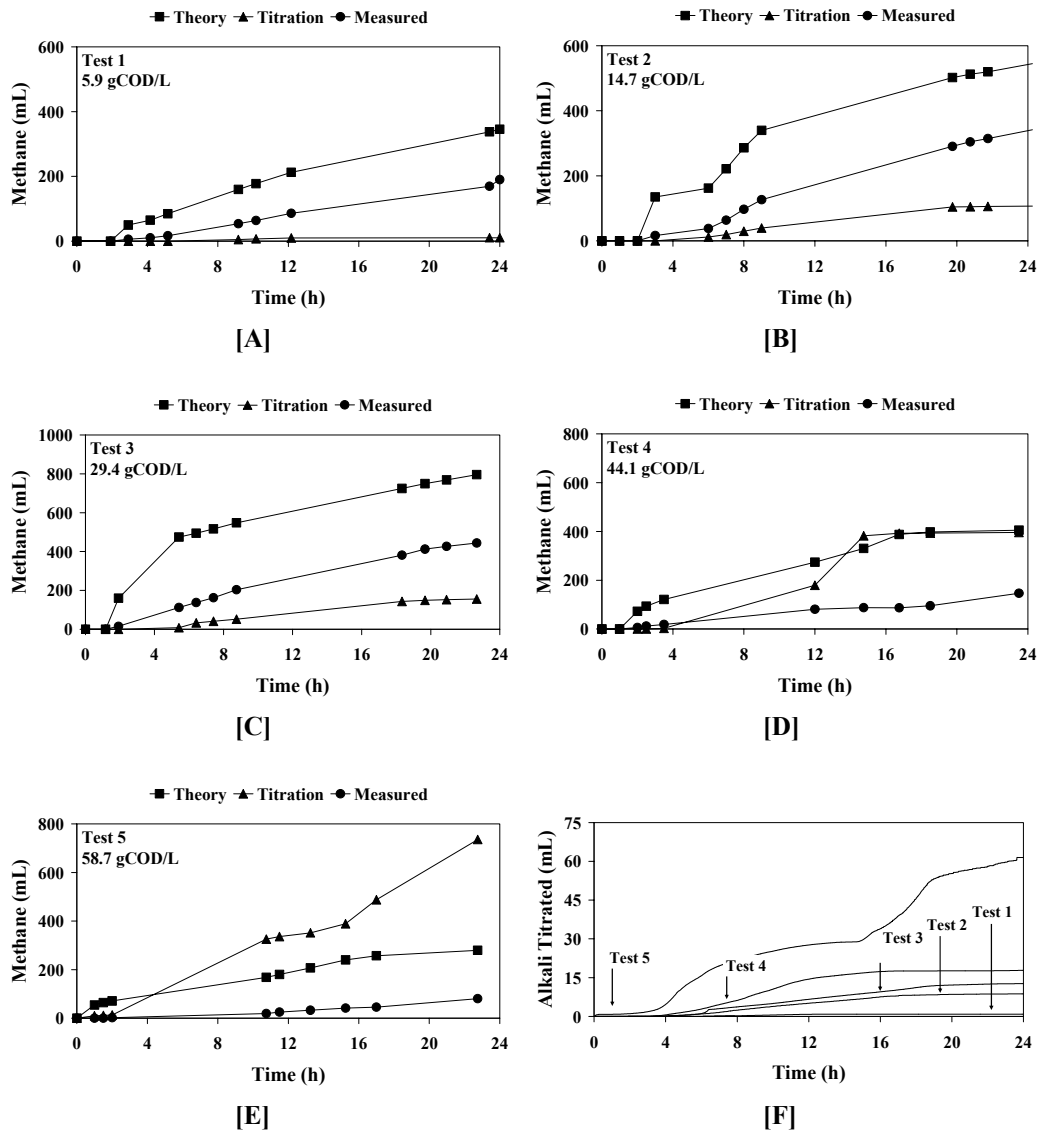 Theory Titration Measured
Test 1
5.9 gCOD/L
Methane (mL)
600
400
200
0
0 4 8 12 16 20 24
Time (h)
[A]
Theory Titration Measured
Test 2
14.7 gCOD/L
Methane (mL)
600
400
200
0
0 4 8 12 16 20 24
Time (h)
[B]
Theory Titration Measured
Test 3
29.4 gCOD/L
Methane (mL)
1000
800
600
400
200
0
0 4 8 12 16 20 24
Time (h)
[C]
Theory Titration Measured
Test 4
44.1 gCOD/L
Methane (mL)
800
600
400
200
0
0 4 8 12 16 20 24
Time (h)
[D]
Theory Titration Measured
Test 5
58.7 gCOD/L
Methane (mL)
800
600
400
200
0
0 4 8 12 16 20 24
Time (h)
[E]
Alkali Titrated (mL)
75
60
45
30
15
0
Test 5
Test 4
Test 3
Test 2
Test 1
0 4 8 12 16 20 24
Time (h)
[F]